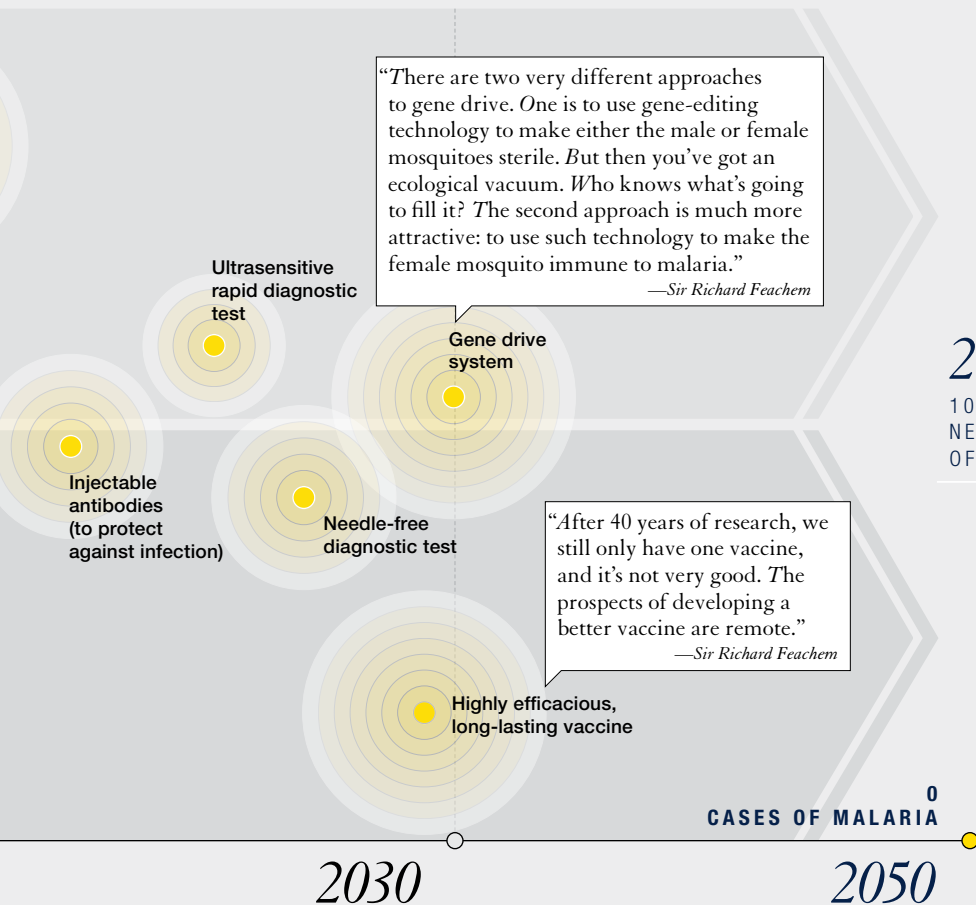 “There are two very different approaches
to gene drive. One is to use gene-editing
technology to make either the male or female
mosquitoes sterile. But then you’ve got an
ecological vacuum. Who knows what’s going
to fill it? The second approach is much more
attractive: to use such technology to make the
female mosquito immune to malaria.”
—Sir Richard Feachem
Ultrasensitive
rapid diagnostic
test
Gene drive
system
2
10
NE
OF
Injectable
antibodies
(to protect
against infection)
Needle-free
diagnostic test
“After 40 years of research, we
still only have one vaccine,
and it’s not very good. The
prospects of developing a
better vaccine are remote.”
—Sir Richard Feachem
Highly efficacious,
long-lasting vaccine
0
CASES OF MALARIA
2030
2050